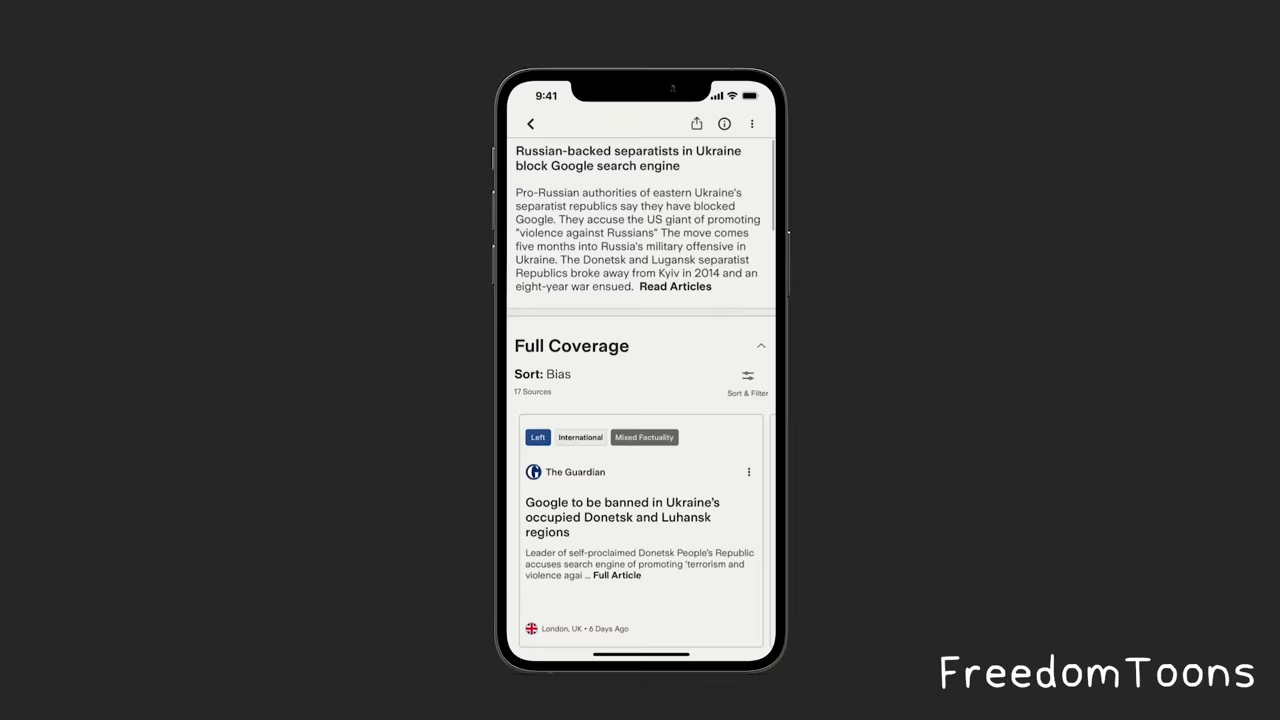 9:41
Russian-backed separatists in Ukraine
block Google search engine
Pro-Russian authorities of eastern Ukraine's
separatist republics say they have blocked
Google. They accuse the US giant of promoting
"violence against Russians" The move comes
five months into Russia's military offensive in
Ukraine. The Donetsk and Lugansk separatist
Republics broke away from Kyiv in 2014 and an
eight-year war ensued. Read Articles
Full Coverage
Sort: Bias
17 Sources
Sort & Filter
Left International Mixed Factuality
The Guardian
Google to be banned in Ukraine's
occupied Donetsk and Luhansk
regions
Leader of self-proclaimed Donetsk People's Republic
accuses search engine of promoting 'terrorism and
violence agai ... Full Article
London, UK • 6 Days Ago
FreedomToons